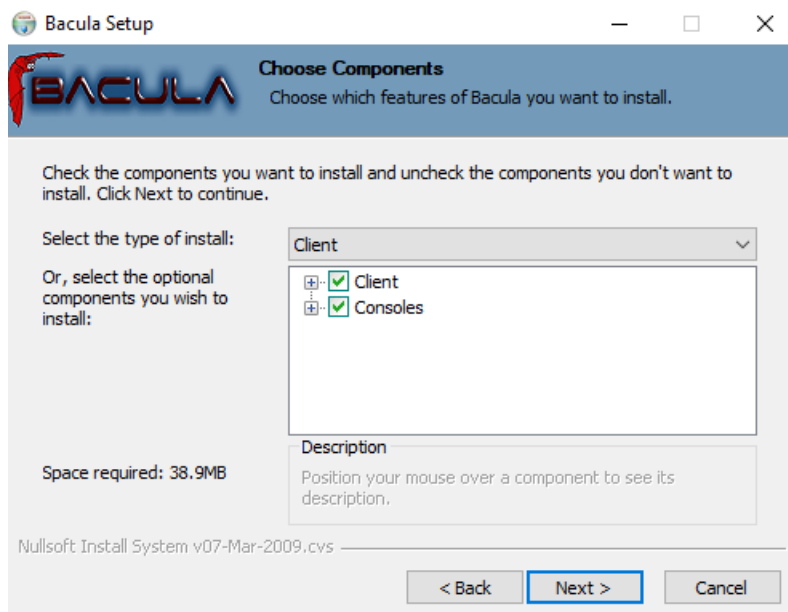 Bacula Setup
BACULA
Choose Components
Choose which features of Bacula you want to install.
Check the components you want to install and uncheck the components you don't want to
install. Click Next to continue.
Select the type of install:
Client
Or, select the optional
components you wish to
install:
Client
Consoles
Space required: 38.9MB
Description
Position your mouse over a component to see its
description.
Nullsoft Install System v07-Mar-2009.cvs
< Back
Next >
Cancel